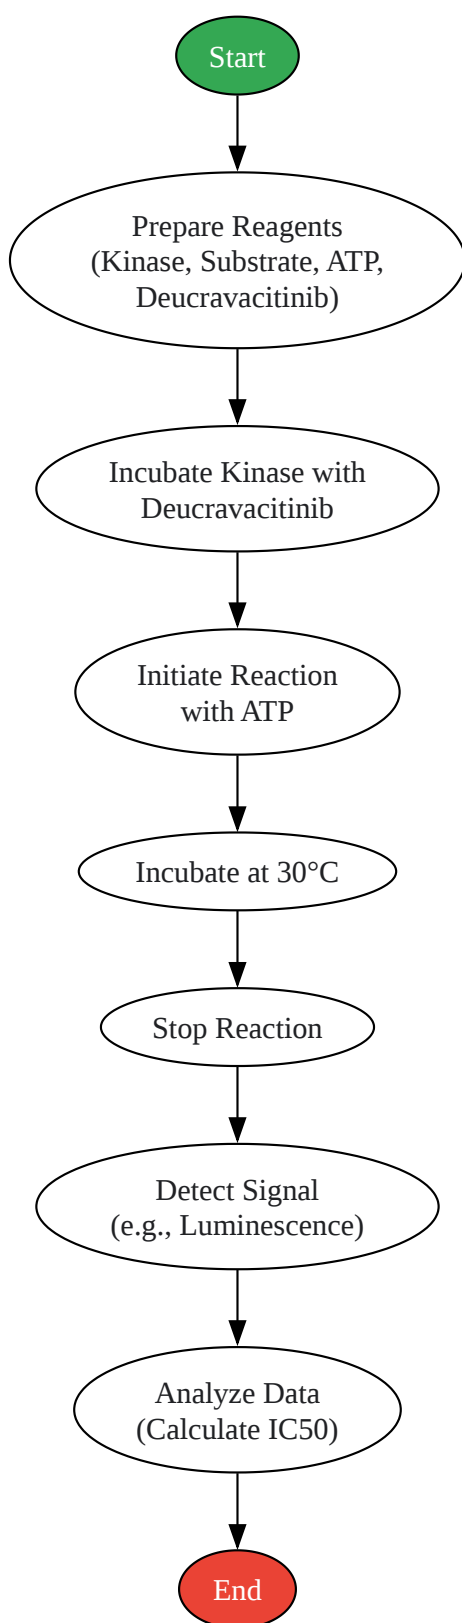 Start
Prepare Reagents
(Kinase, Substrate, ATP,
Deucravacitinib)
Incubate Kinase with
Deucravacitinib
Initiate Reaction
with ATP
Incubate at 30°C
Stop Reaction
Detect Signal
(e.g., Luminescence)
Analyze Data
(Calculate IC50)
End